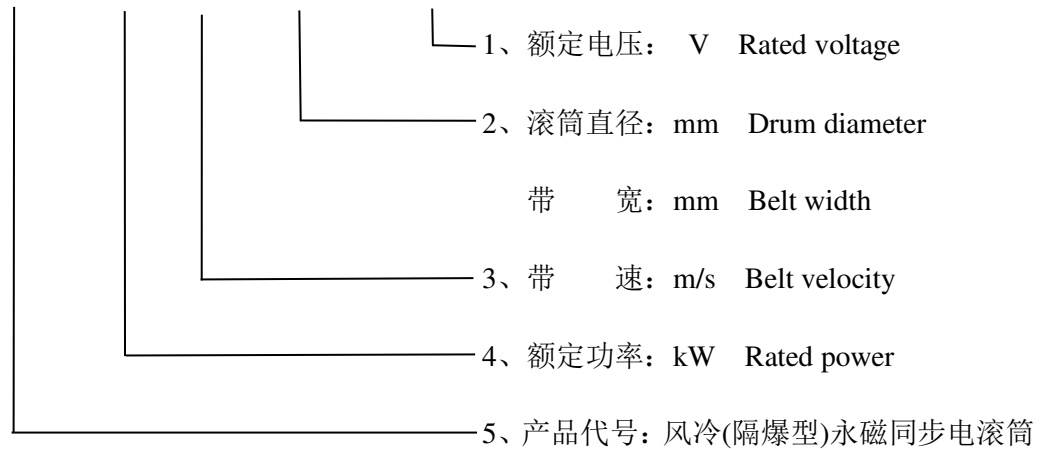 1、额定电压： V Rated voltage
2、滚筒直径：mm Drum diameter
带 宽：mm Belt width
3、带 速：m/s Belt velocity
4、额定功率：kW Rated power
5、产品代号：风冷(隔爆型)永磁同步电滚筒